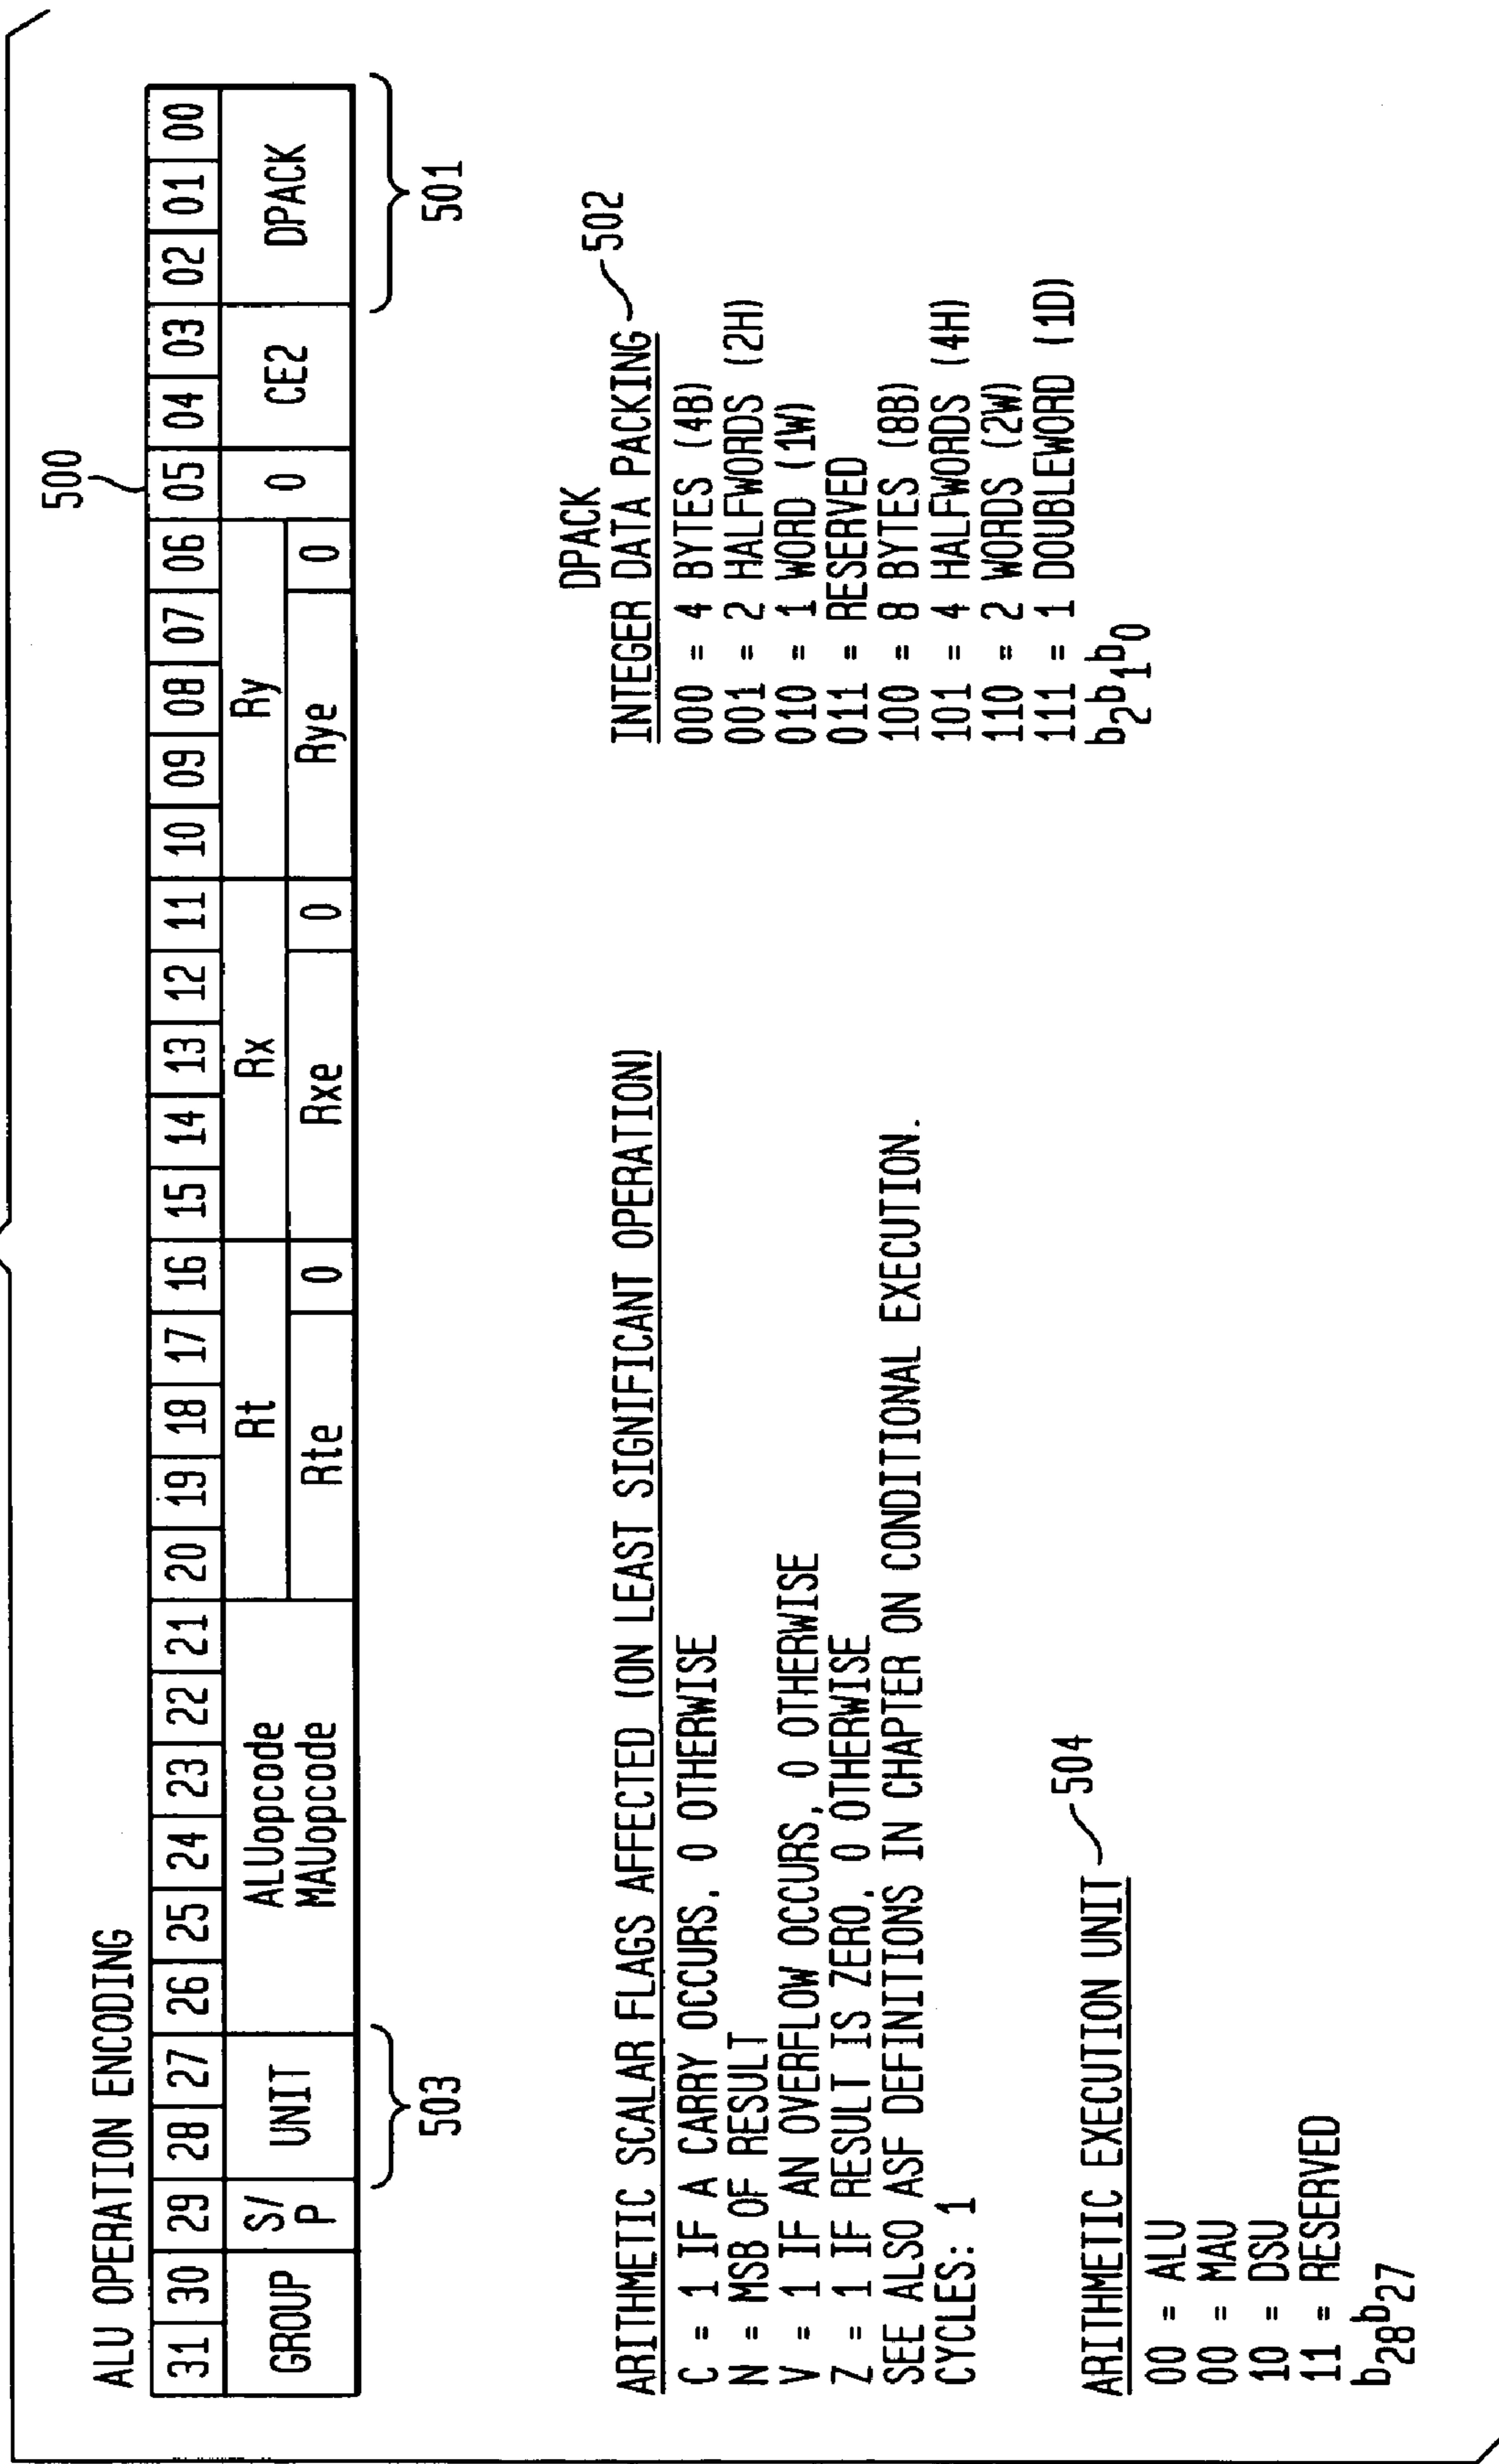 ALU OPERATION ENCODING
500
31 30 29 28 27 26 25 24 23 22 21 20 19 18 17 16 15 14 13 12 11 10 09 08 07 06 05 04 03 02 01 00
GROUP S/P UNIT ALUopcode MAUopcode Rt Rx Ry 0 CE2 DPACK
Rte 0 Rxe 0 Rye 0
503
501
ARITHMETIC SCALAR FLAGS AFFECTED (ON LEAST SIGNIFICANT OPERATION)
C = 1 IF A CARRY OCCURS, 0 OTHERWISE
N = MSB OF RESULT
V = 1 IF AN OVERFLOW OCCURS, 0 OTHERWISE
Z = 1 IF RESULT IS ZERO, 0 OTHERWISE
SEE ALSO ASF DEFINITIONS IN CHAPTER ON CONDITIONAL EXECUTION.
CYCLES: 1
DPACK
INTEGER DATA PACKING 502
000 = 4 BYTES (4B)
001 = 2 HALFWORDS (2H)
010 = 1 WORD (1W)
011 = RESERVED
100 = 8 BYTES (8B)
101 = 4 HALFWORDS (4H)
110 = 2 WORDS (2W)
111 = 1 DOUBLEWORD (1D)
b2b1b0
ARITHMETIC EXECUTION UNIT 504
00 = ALU
00 = MAU
10 = DSU
11 = RESERVED
b28b27